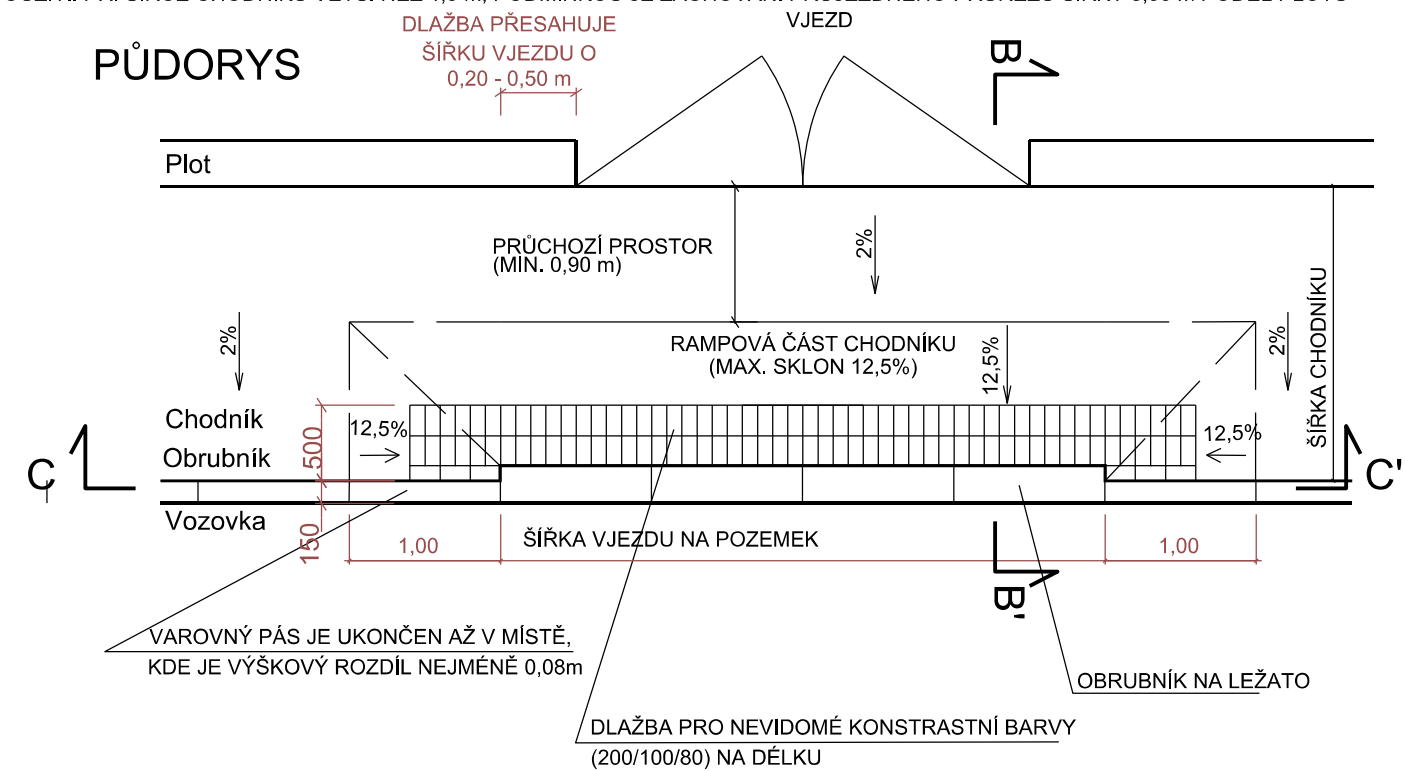 VJEZD
DLAŽBA PŘESAHUJE
ŠÍŘKU VJEZDU O
0,20 - 0,50 m
PŮDORYS
B
Plot
PRŮCHOZÍ PROSTOR
(MIN. 0,90 m)
2%
2%
2%
RAMPOVÁ ČÁST CHODNÍKU
(MAX. SKLON 12,5%)
12,5%
ŠÍŘKA CHODNÍKU
Chodník
12,5%
12,5%
500
Obrubník
C
C'
Vozovka
150
1,00
ŠÍŘKA VJEZDU NA POZEMEK
1,00
B'
VAROVNÝ PÁS JE UKONČEN AŽ V MÍSTĚ,
KDE JE VÝŠKOVÝ ROZDÍL NEJMÉNĚ 0,08m
OBRUBNÍK NA LEŽATO
DLAŽBA PRO NEVIDOMÉ KONSTRASTNÍ BARVY
(200/100/80) NA DÉLKU